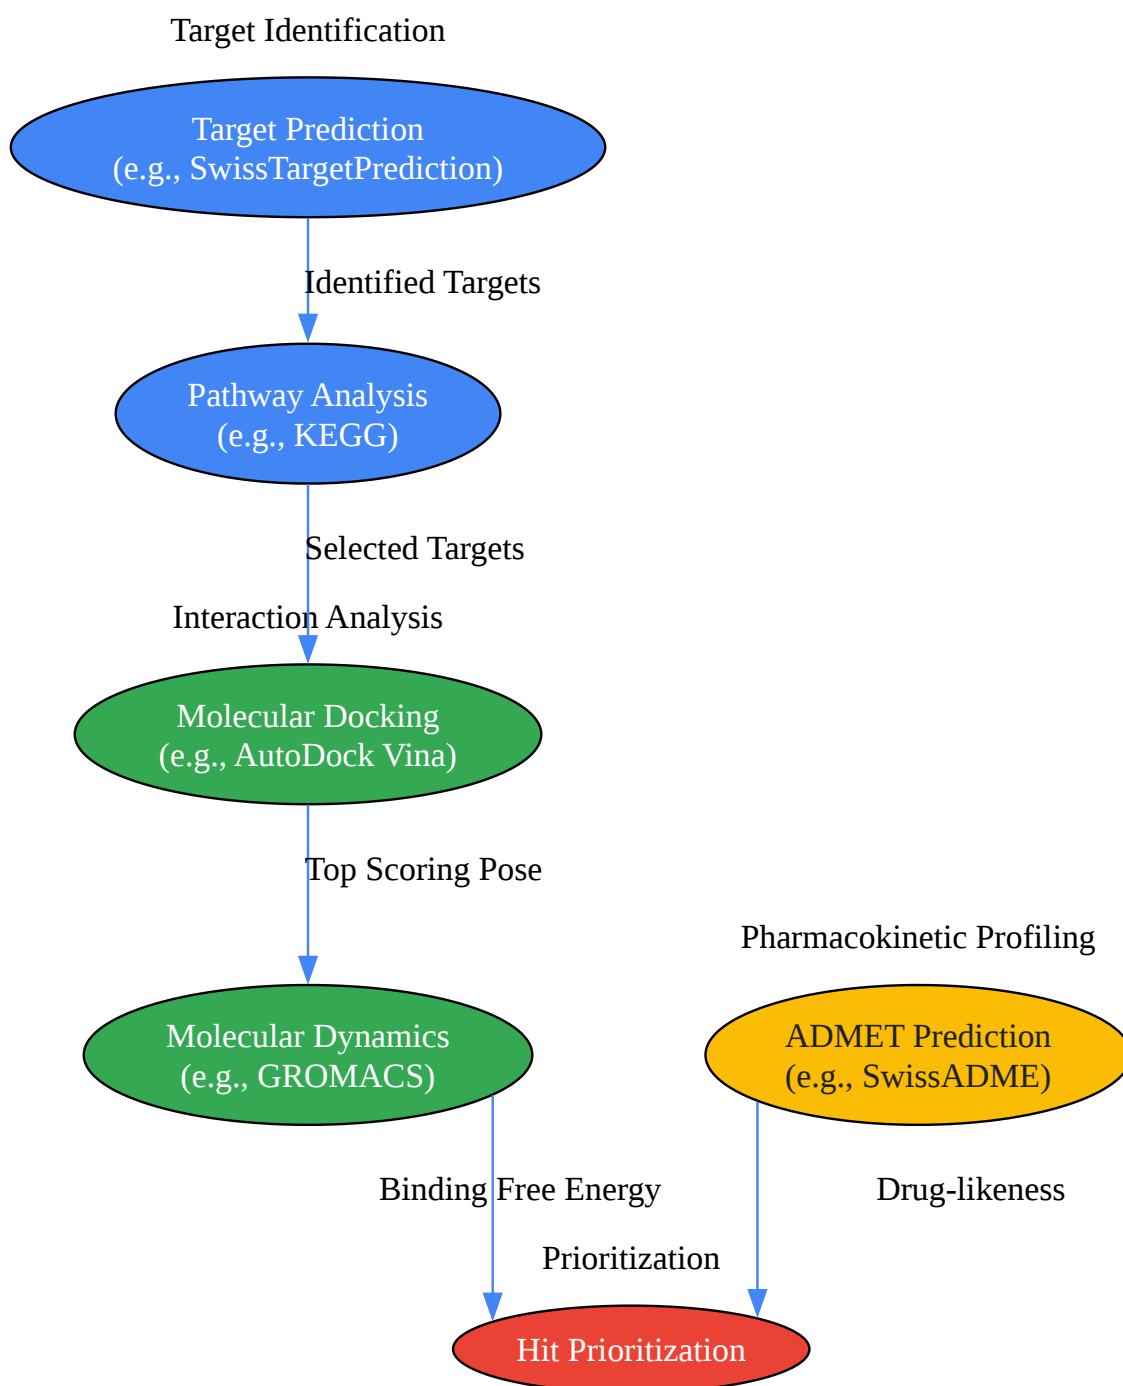 Target Identification
Target Prediction
(e.g., SwissTargetPrediction)
Identified Targets
Pathway Analysis
(e.g., KEGG)
Selected Targets
Interaction Analysis
Molecular Docking
(e.g., AutoDock Vina)
Top Scoring Pose
Pharmacokinetic Profiling
Molecular Dynamics
(e.g., GROMACS)
ADMET Prediction
(e.g., SwissADME)
Binding Free Energy
Drug-likeness
Prioritization
Hit Prioritization